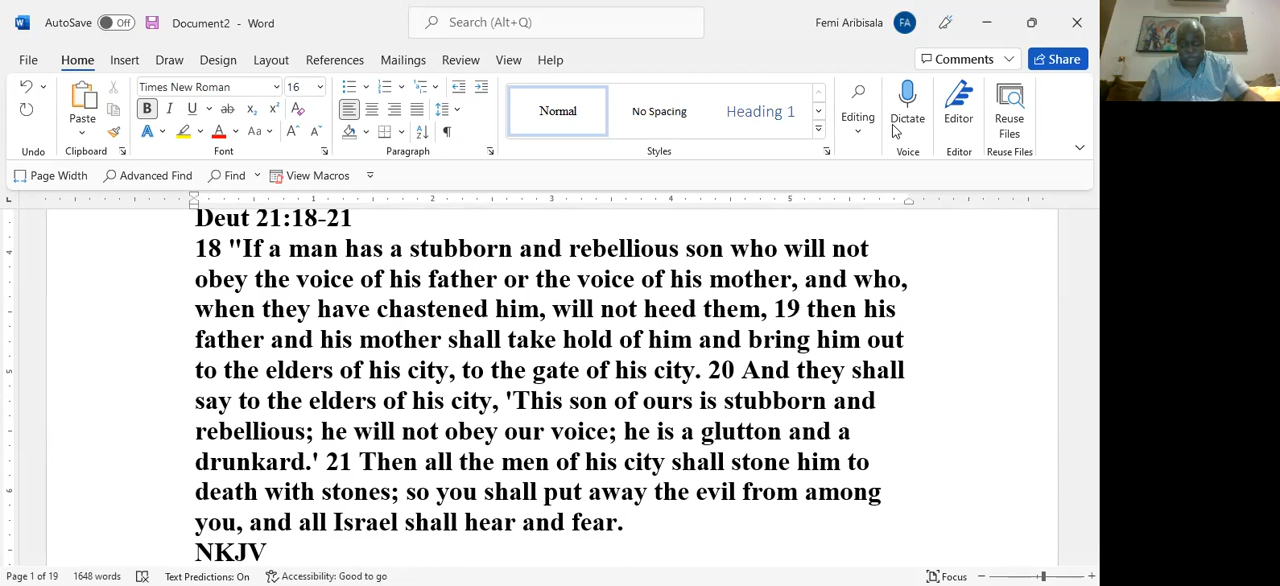 AutoSave Off Document2 - Word Search (Alt+Q) Femi Aribisala FA
File Home Insert Draw Design Layout References Mailings Review View Help Comments Share
Times New Roman 16
Paste
B I U ab x₂ x² A
A A Aa A A
Normal No Spacing Heading 1
Editing Dictate Editor Reuse Files
Undo Clipboard Font Paragraph Styles Voice Editor Reuse Files
Page Width Advanced Find Find View Macros
1 2 3 4 5
Deut 21:18-21
18 "If a man has a stubborn and rebellious son who will not
obey the voice of his father or the voice of his mother, and who,
when they have chastened him, will not heed them, 19 then his
father and his mother shall take hold of him and bring him out
to the elders of his city, to the gate of his city. 20 And they shall
say to the elders of his city, 'This son of ours is stubborn and
rebellious; he will not obey our voice; he is a glutton and a
drunkard.' 21 Then all the men of his city shall stone him to
death with stones; so you shall put away the evil from among
you, and all Israel shall hear and fear.
NKJV
Page 1 of 19 1648 words Text Predictions: On Accessibility: Good to go Focus